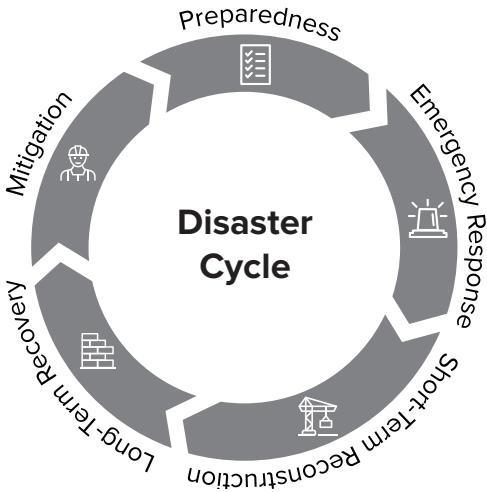 Preparedness
Emergency Response
Short-Term Reconstruction
Long-Term Recovery
Mitigation
Disaster
Cycle